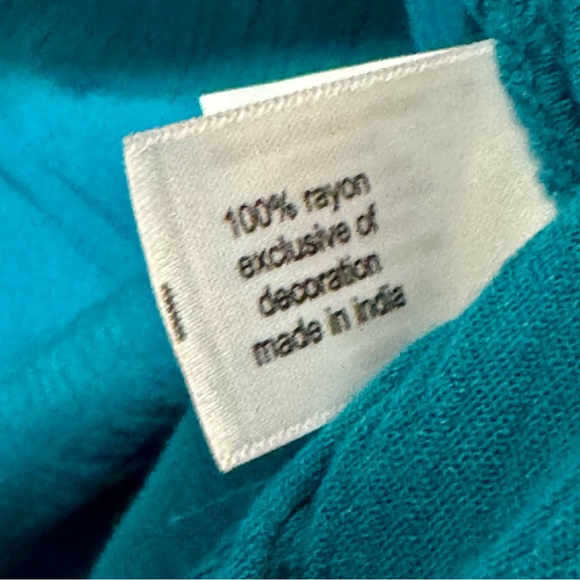 100% rayon
exclusive of
decoration
made in india